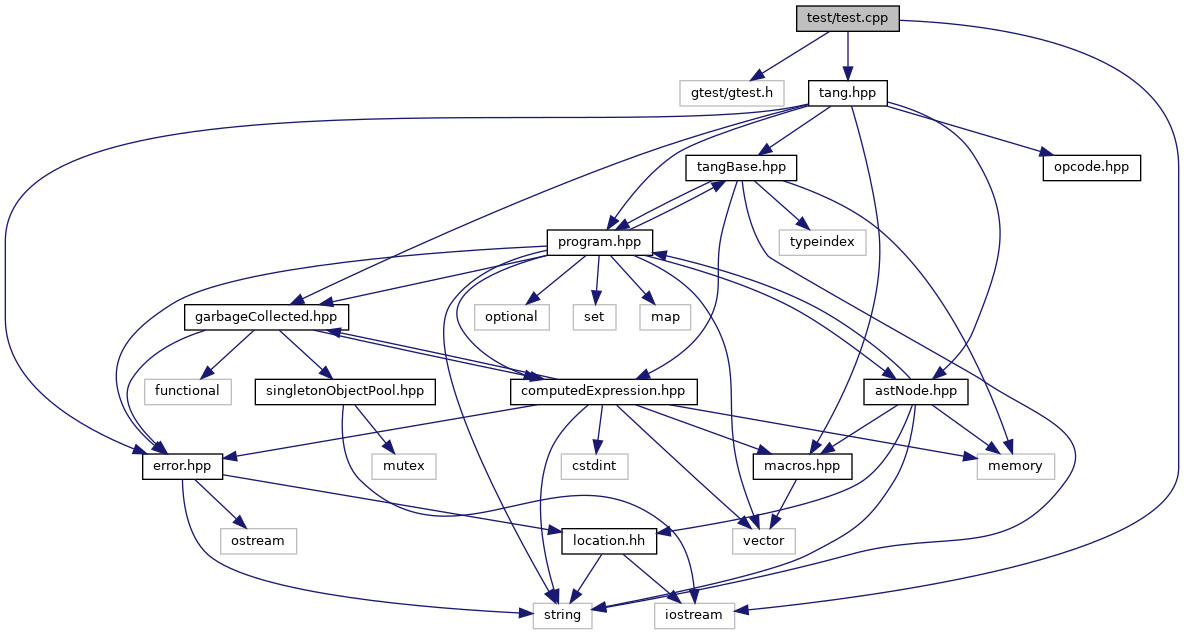 test/test.cpp
gtest/gtest.h
tang.hpp
tangBase.hpp
opcode.hpp
program.hpp
typeindex
garbageCollected.hpp
optional
set
map
functional
singletonObjectPool.hpp
computedExpression.hpp
astNode.hpp
error.hpp
mutex
cstdint
macros.hpp
memory
ostream
location.hh
vector
string
iostream